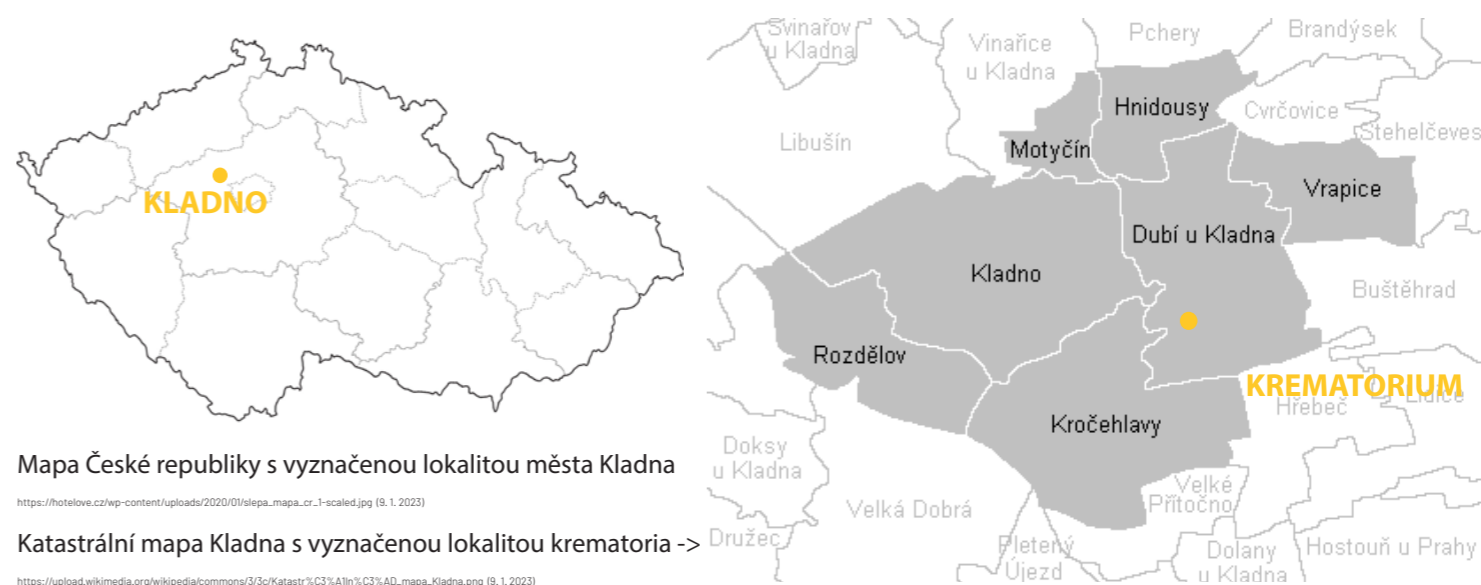 KLADNO
Mapa České republiky s vyznačenou lokalitou města Kladna
https://hotelove.cz/wp-content/uploads/2020/01/slepa_mapa_cr_1-scaled.jpg (9. 1. 2023)
Katastrální mapa Kladna s vyznačenou lokalitou krematoria ->
https://upload.wikimedia.org/wikipedia/commons/3/3c/Katastr%C3%A1ln%C3%AD_mapa_Kladna.png (9. 1. 2023)
Svinařov
u Kladna
Vinařice
u Kladna
Pchery
Brandýsek
Hnidousy
Cvrčovice
Stehelčeves
Libušín
Motyčín
Vrapice
Dubí u Kladna
Kladno
Buštěhrad
Rozdělov
KREMATORIUM
Hřebeč
Lidice
Kročehlavy
Doksy
u Kladna
Velké
Přítočno
Velká Dobrá
Družec
Pletený
Újezd
Dolany
u Kladna
Hostouň u Prahy